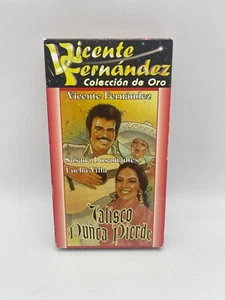 Vicente
Fernández
Colección de Oro
Vicente Fernández
Susana Dosamantes
Lucha Villa
Jalisco
Nunca Pierde